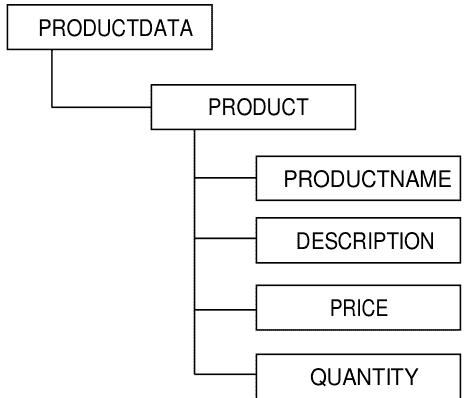 PRODUCTDATA
PRODUCT
PRODUCTNAME
DESCRIPTION
PRICE
QUANTITY